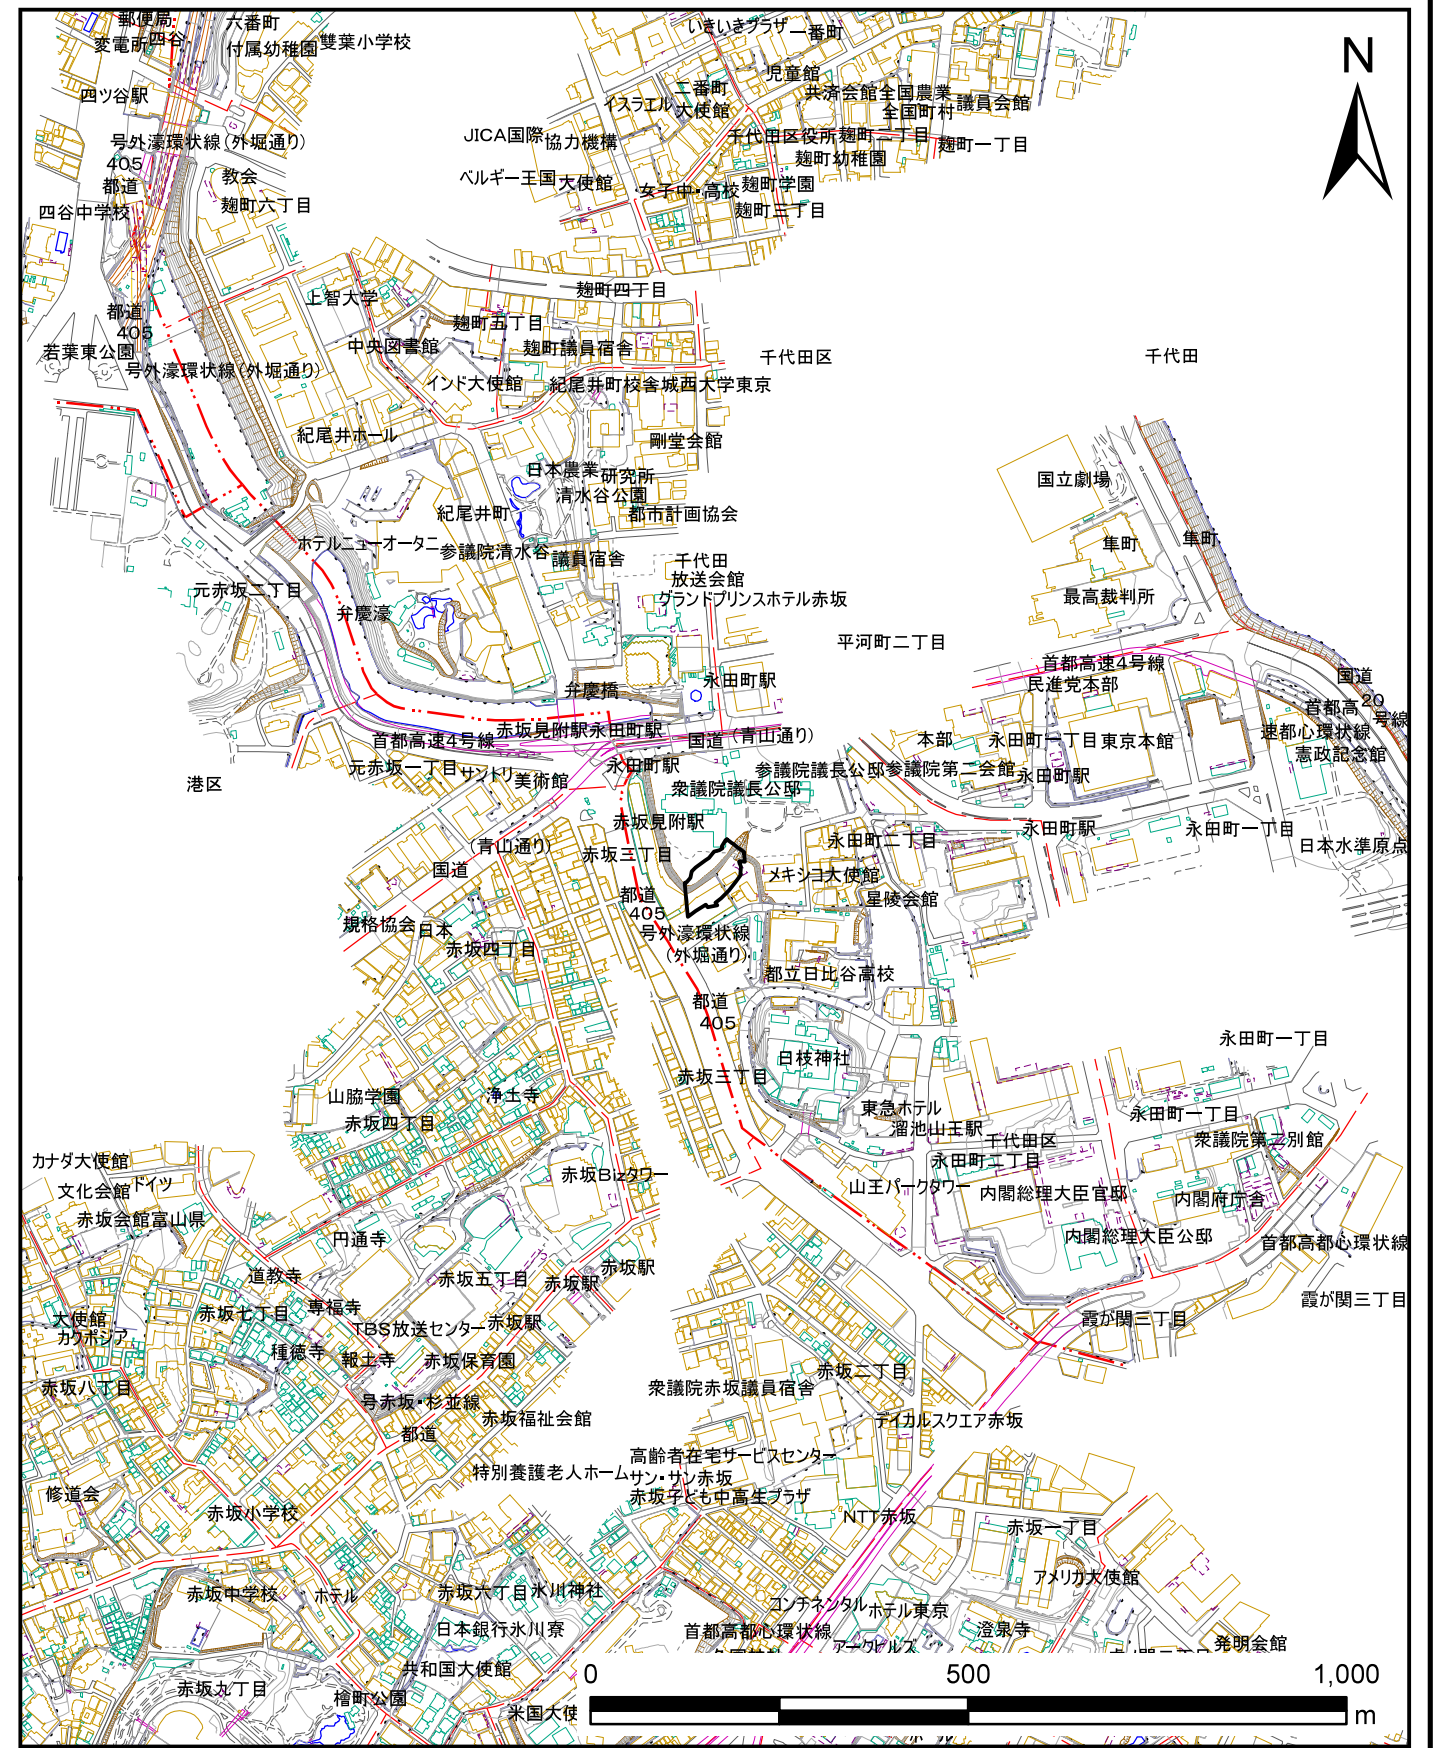 郵便局
六番町
変電所
四谷
付属幼稚園
雙葉小学校
いきいきプラザ一番町
N
四ツ谷駅
児童館
二番町
イスラエル
大使館
共済会館
全国農業
議員会館
全国町村
JICA国際
協力機構
千代田区役所
麹町二丁目
麹町一丁目
号外濠環状線(外堀通り)
405
都道
教会
麹町幼稚園
ベルギー王国
大使館
女子中・高校
麹町学園
四谷中学校
麹町六丁目
麹町三丁目
麹町四丁目
上智大学
都道
405
麹町五丁目
若葉東公園
中央図書館
麹町議員宿舎
千代田区
千代田
号外濠環状線(外堀通り)
インド大使館
紀尾井町校舎
城西大学東京
紀尾井ホール
剛堂会館
日本農業
研究所
国立劇場
清水谷公園
紀尾井町
都市計画協会
ホテルニューオータニ
参議院清水谷
議員宿舎
隼町
隼町
千代田
放送会館
元赤坂二丁目
グランドプリンスホテル赤坂
最高裁判所
弁慶濠
平河町二丁目
首都高速4号線
永田町駅
民進党本部
国道
20
号線
弁慶橋
首都高
速都心環状線
赤坂見附駅
永田町駅
国道
(青山通り)
首都高速4号線
本部
永田町一丁目
東京本館
憲政記念館
元赤坂一丁目
サントリー
美術館
永田町駅
参議院議長公邸
参議院第二会館
永田町駅
港区
衆議院議長公邸
赤坂見附駅
永田町駅
永田町一丁目
(青山通り)
赤坂三丁目
永田町二丁目
日本水準原点
国道
メキシコ大使館
都道
405
星陵会館
規格協会
日本
号外濠環状線
(外堀通り)
赤坂四丁目
都立日比谷高校
都道
405
永田町一丁目
日枝神社
赤坂三丁目
山脇学園
浄土寺
東急ホテル
永田町一丁目
赤坂四丁目
溜池山王駅
千代田区
衆議院第二別館
カナダ大使館
永田町二丁目
赤坂Bizタワー
文化会館
ドイツ
山王パークタワー
内閣総理大臣官邸
内閣府庁舎
赤坂会館
富山県
円通寺
内閣総理大臣公邸
首都高都心環状線
道教寺
赤坂五丁目
赤坂駅
赤坂駅
霞が関三丁目
大使館
赤坂七丁目
専福寺
カンボジア
TBS放送センター
赤坂駅
霞が関三丁目
種徳寺
報土寺
赤坂保育園
赤坂二丁目
赤坂八丁目
衆議院赤坂議員宿舎
号赤坂・杉並線
赤坂福祉会館
デイカルスクエア赤坂
都道
高齢者在宅サービスセンター
特別養護老人ホーム
サン・サン赤坂
修道会
赤坂子ども中高生プラザ
赤坂小学校
NTT赤坂
赤坂一丁目
赤坂中学校
ホテル
赤坂六丁目
氷川神社
アメリカ大使館
コンチネンタル
ホテル東京
日本銀行氷川寮
首都高都心環状線
澄泉寺
アークヒルズ
発明会館
共和国大使館
赤坂九丁目
檜町公園
米国大使
0
500
1,000
m